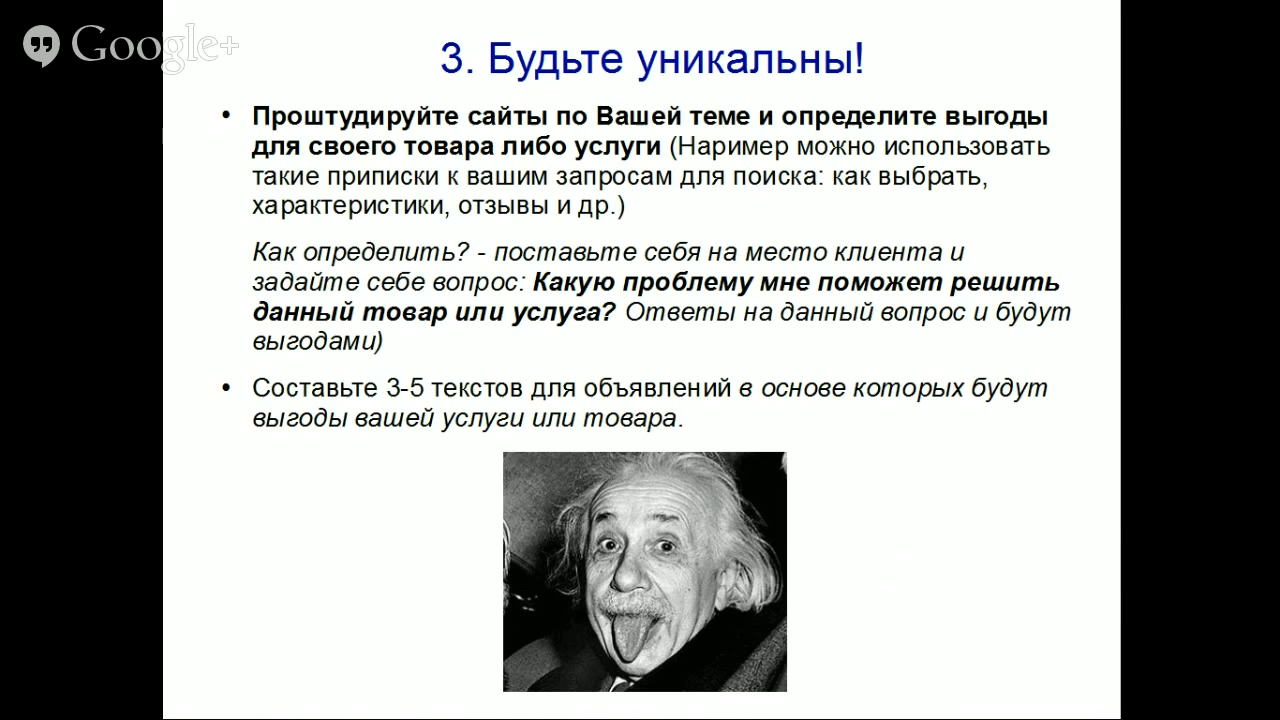 Google+
3. Будьте уникальны!
• Проштудируйте сайты по Вашей теме и определите выгоды
для своего товара либо услуги (Наример можно использовать
такие приписки к вашим запросам для поиска: как выбрать,
характеристики, отзывы и др.)
Как определить? - поставьте себя на место клиента и
задайте себе вопрос: Какую проблему мне поможет решить
данный товар или услуга? Ответы на данный вопрос и будут
выгодами)
• Составьте 3-5 текстов для объявлений в основе которых будут
выгоды вашей услуги или товара.